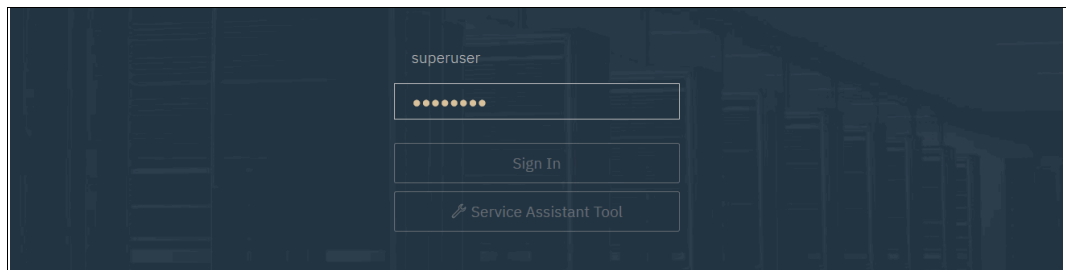 superuser
●●●●●●●●
Sign In
Service Assistant Tool